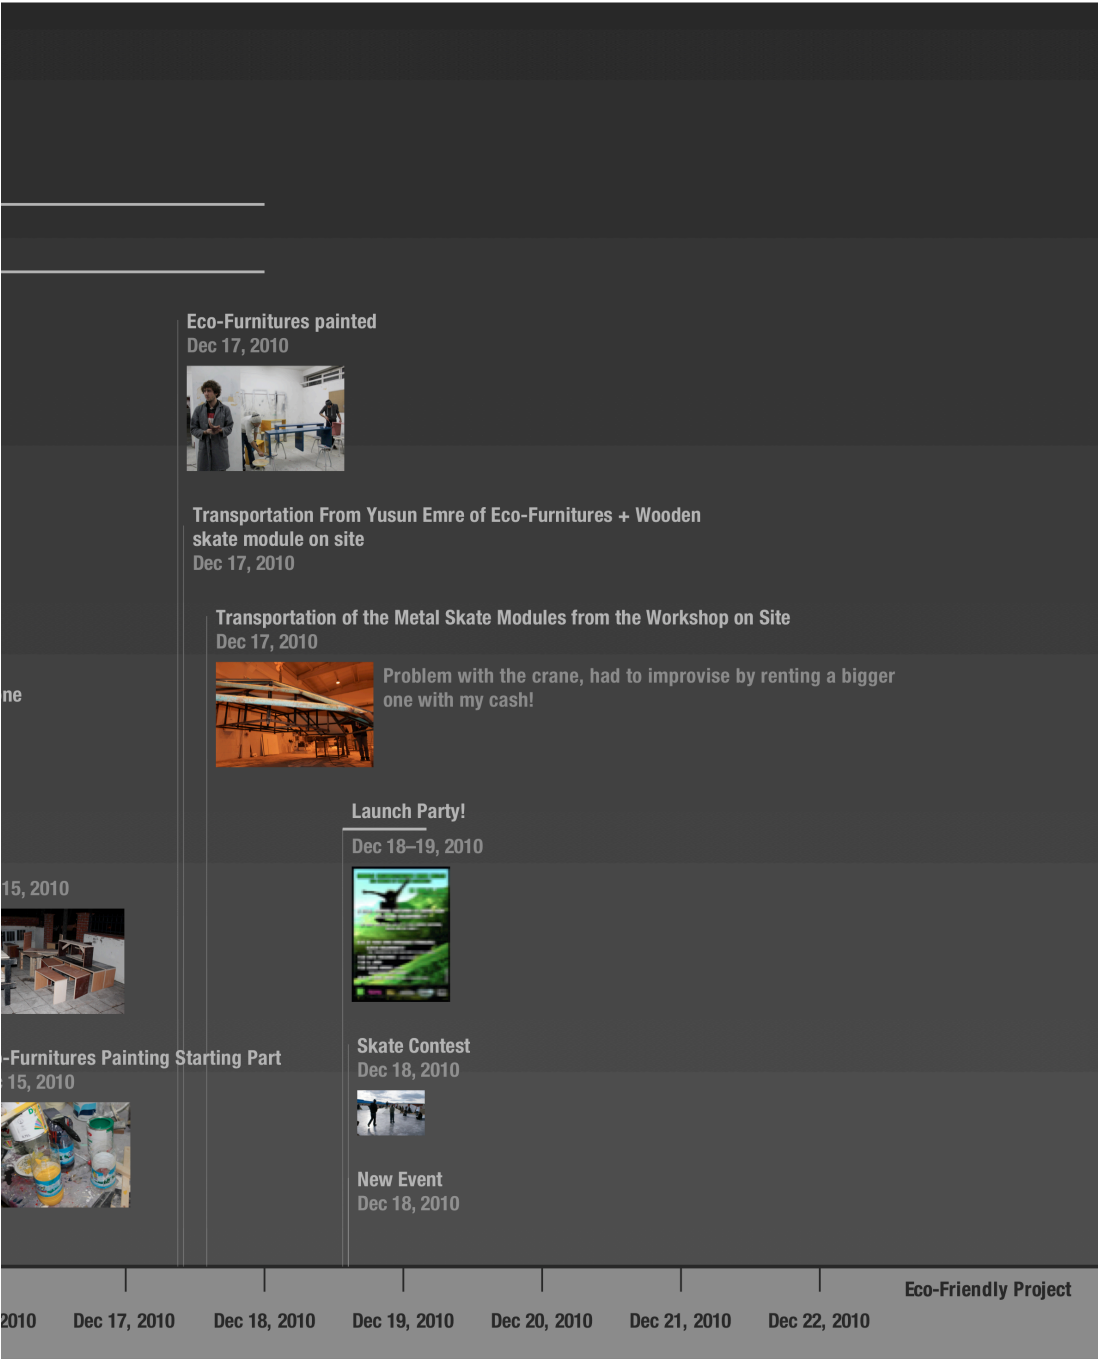 Eco-Furnitures painted
Dec 17, 2010
Transportation From Yusun Emre of Eco-Furnitures + Wooden
skate module on site
Dec 17, 2010
Transportation of the Metal Skate Modules from the Workshop on Site
Dec 17, 2010
Problem with the crane, had to improvise by renting a bigger
one with my cash!
ne
Launch Party!
Dec 18–19, 2010
15, 2010
-Furnitures Painting Starting Part
15, 2010
Skate Contest
Dec 18, 2010
New Event
Dec 18, 2010
Eco-Friendly Project
2010 Dec 17, 2010 Dec 18, 2010 Dec 19, 2010 Dec 20, 2010 Dec 21, 2010 Dec 22, 2010